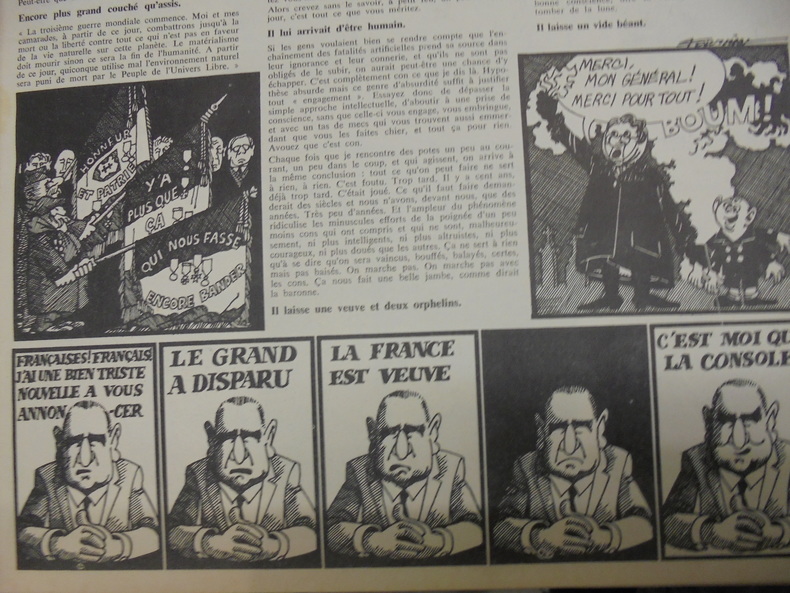 Encore plus grand couché qu'assis.
« La troisième guerre mondiale commence. Moi et mes
camarades, à partir de ce jour, combattrons jusqu'à la
mort ou la liberté contre tout ce qui n'est pas en faveur
de la vie naturelle sur cette planète. Le matérialisme
doit mourir sinon ce sera la fin de l'humanité. A partir
de ce jour, quiconque utilise mal l'environnement naturel
sera puni de mort par le Peuple de l'Univers Libre. »
HONNEUR
ET PATRIE
Y'A
PLUS QUE
ÇA
QUI NOUS FASSE
ENCORE BANDER
Alors crevez sans le savoir, à petit
jour, c'est tout ce que vous méritez.
Il lui arrivait d'être humain.
Si les gens voulaient bien se rendre compte que l'en-
chaînement des fatalités artificielles prend sa source dans
leur ignorance et leur connerie, et qu'ils ne sont pas
obligés de le subir, on aurait peut-être une chance d'y
échapper. C'est complètement con ce que je dis là. Hypo-
thèse absurde mais ce genre d'absurdité suffit à justifier
tout « engagement ». Essayez donc de dépasser la
simple approche intellectuelle, d'aboutir à une prise de
conscience, sans que celle-ci vous engage, vous embringue,
et avec un tas de mecs qui vous trouvent aussi emmer-
dant que vous les faites chier, et tout ça pour rien.
Avouez que c'est con.
Chaque fois que je rencontre des potes un peu au cou-
rant, un peu dans le coup, et qui agissent, on arrive à
la même conclusion : tout ce qu'on peut faire ne sert
à rien, à rien. C'est foutu. Trop tard. Il y a cent ans,
déjà trop tard. C'était joué. Ce qu'il faut faire deman-
derait des siècles et nous n'avons, devant nous, que des
années. Très peu d'années. Et l'ampleur du phénomène
ridiculise les minuscules efforts de la poignée d'un peu
moins cons qui ont compris et qui ne sont, malheureu-
sement, ni plus intelligents, ni plus altruistes, ni plus
courageux, ni plus doués que les autres. Ça ne sert à rien
qu'à se dire qu'on sera vaincus, bouffés, balayés, certes,
mais pas baisés. On marche pas. On marche pas avec
les cons. Ça nous fait une belle jambe, comme dirait
la baronne.
Il laisse une veuve et deux orphelins.
tomber de la lune.
Il laisse un vide béant.
MERCI,
MON GÉNÉRAL!
MERCI POUR TOUT!
BOUM!
FRANÇAISES! FRANÇAIS!
J'AI UNE BIEN TRISTE
NOUVELLE A VOUS
ANNON-CER
LE GRAND
A DISPARU
LA FRANCE
EST VEUVE
C'EST MOI QU
LA CONSOLE